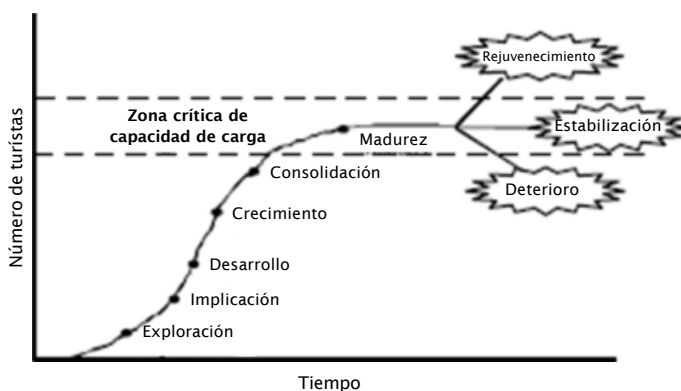 Rejuvenecimiento
Zona crítica de
capacidad de carga
Estabilización
Madurez
Consolidación
Deterioro
Crecimiento
Desarrollo
Implicación
Exploración
Número de turístas
Tiempo